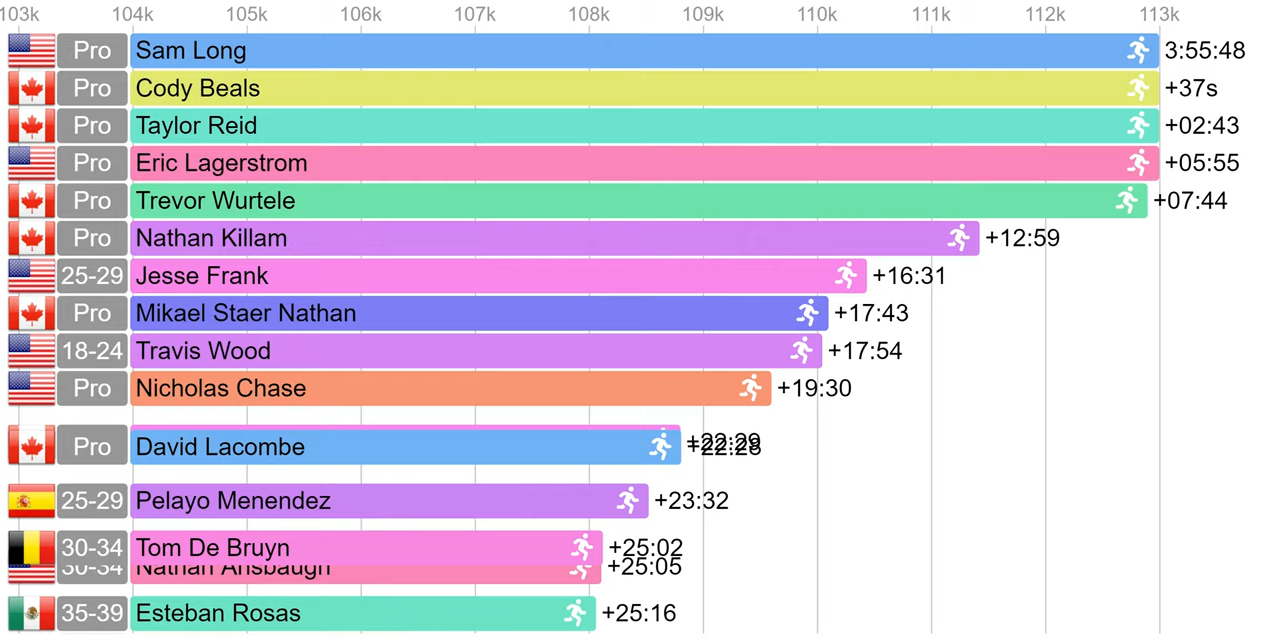 103k 104k 105k 106k 107k 108k 109k 110k 111k 112k 113k
Pro Sam Long 3:55:48
Pro Cody Beals +37s
Pro Taylor Reid +02:43
Pro Eric Lagerstrom +05:55
Pro Trevor Wurtele +07:44
Pro Nathan Killam +12:59
25-29 Jesse Frank +16:31
Pro Mikael Staer Nathan +17:43
18-24 Travis Wood +17:54
Pro Nicholas Chase +19:30
Pro David Lacombe
25-29 Pelayo Menendez +23:32
30-34 Tom De Bruyn +25:02
30-34 Nathan Ansbaugh +25:05
35-39 Esteban Rosas +25:16